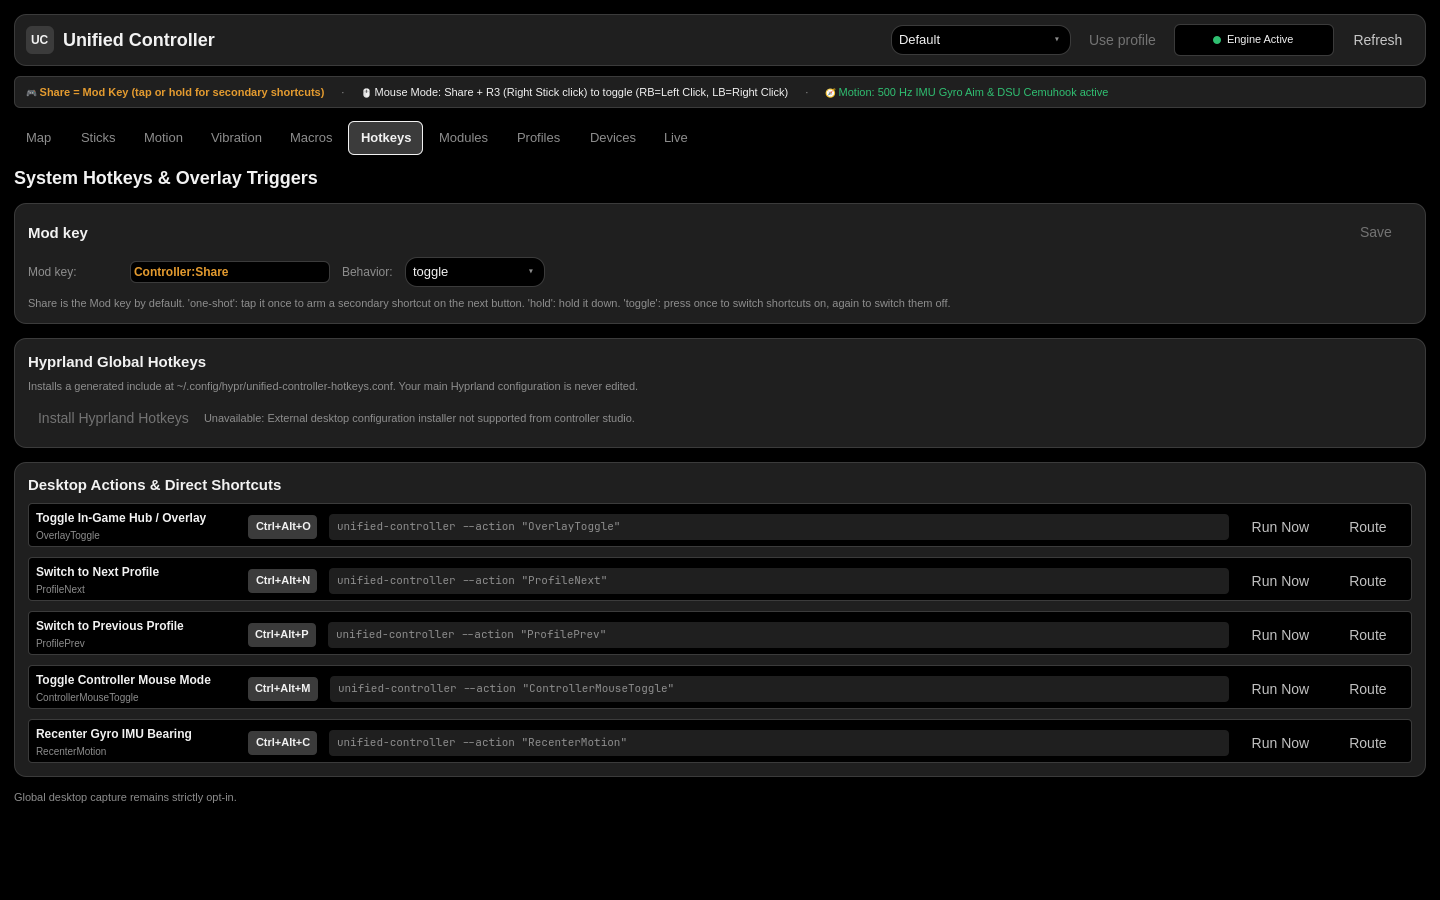 UC Unified Controller Default Use profile Engine Active Refresh
Share = Mod Key (tap or hold for secondary shortcuts) · Mouse Mode: Share + R3 (Right Stick click) to toggle (RB=Left Click, LB=Right Click) · Motion: 500 Hz IMU Gyro Aim & DSU Cemuhook active
Map Sticks Motion Vibration Macros Hotkeys Modules Profiles Devices Live
System Hotkeys & Overlay Triggers
Mod key Save
Mod key: Controller:Share Behavior: toggle
Share is the Mod key by default. 'one-shot': tap it once to arm a secondary shortcut on the next button. 'hold': hold it down. 'toggle': press once to switch shortcuts on, again to switch them off.
Hyprland Global Hotkeys
Installs a generated include at ~/.config/hypr/unified-controller-hotkeys.conf. Your main Hyprland configuration is never edited.
Install Hyprland Hotkeys Unavailable: External desktop configuration installer not supported from controller studio.
Desktop Actions & Direct Shortcuts
Toggle In-Game Hub / Overlay
OverlayToggle
Ctrl+Alt+O unified-controller --action "OverlayToggle" Run Now Route
Switch to Next Profile
ProfileNext
Ctrl+Alt+N unified-controller --action "ProfileNext" Run Now Route
Switch to Previous Profile
ProfilePrev
Ctrl+Alt+P unified-controller --action "ProfilePrev" Run Now Route
Toggle Controller Mouse Mode
ControllerMouseToggle
Ctrl+Alt+M unified-controller --action "ControllerMouseToggle" Run Now Route
Recenter Gyro IMU Bearing
RecenterMotion
Ctrl+Alt+C unified-controller --action "RecenterMotion" Run Now Route
Global desktop capture remains strictly opt-in.